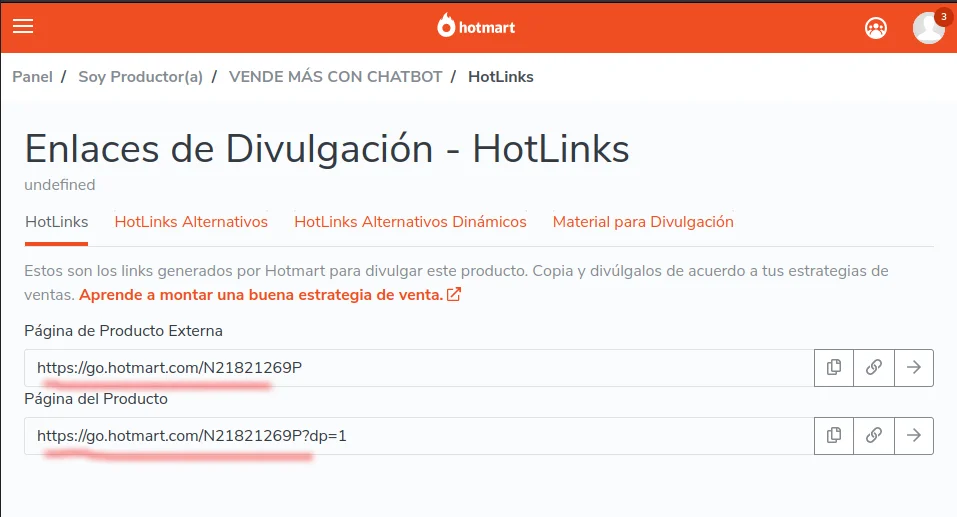 hotmart
3
Panel / Soy Productor(a) / VENDE MÁS CON CHATBOT / HotLinks
Enlaces de Divulgación - HotLinks
undefined
HotLinks HotLinks Alternativos HotLinks Alternativos Dinámicos Material para Divulgación
Estos son los links generados por Hotmart para divulgar este producto. Copia y divúlgalos de acuerdo a tus estrategias de
ventas. Aprende a montar una buena estrategia de venta.
Página de Producto Externa
https://go.hotmart.com/N21821269P
Página del Producto
https://go.hotmart.com/N21821269P?dp=1